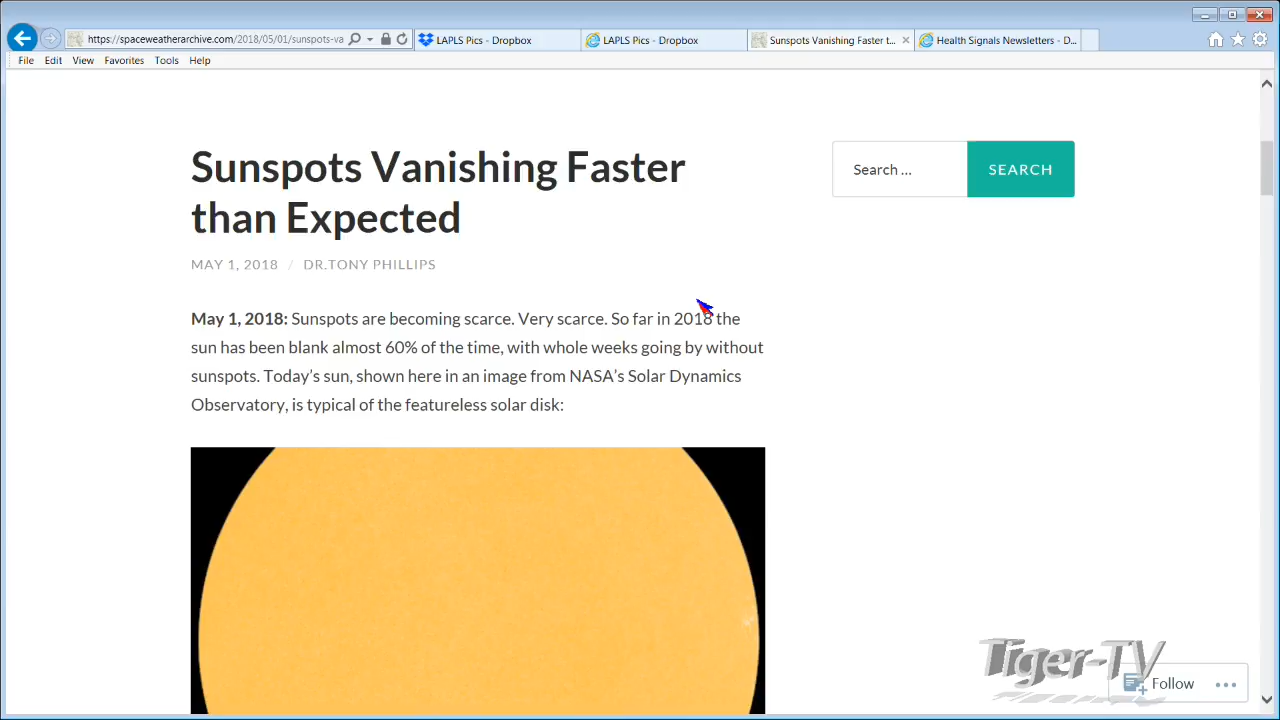 https://spaceweatherarchive.com/2018/05/01/sunspots-va
LAPLS Pics - Dropbox
LAPLS Pics - Dropbox
Sunspots Vanishing Faster t...
Health Signals Newsletters - D...
File Edit View Favorites Tools Help
Sunspots Vanishing Faster
than Expected
Search ...
SEARCH
MAY 1, 2018 / DR.TONY PHILLIPS
May 1, 2018: Sunspots are becoming scarce. Very scarce. So far in 2018 the
sun has been blank almost 60% of the time, with whole weeks going by without
sunspots. Today’s sun, shown here in an image from NASA’s Solar Dynamics
Observatory, is typical of the featureless solar disk:
Tiger-TV
Follow